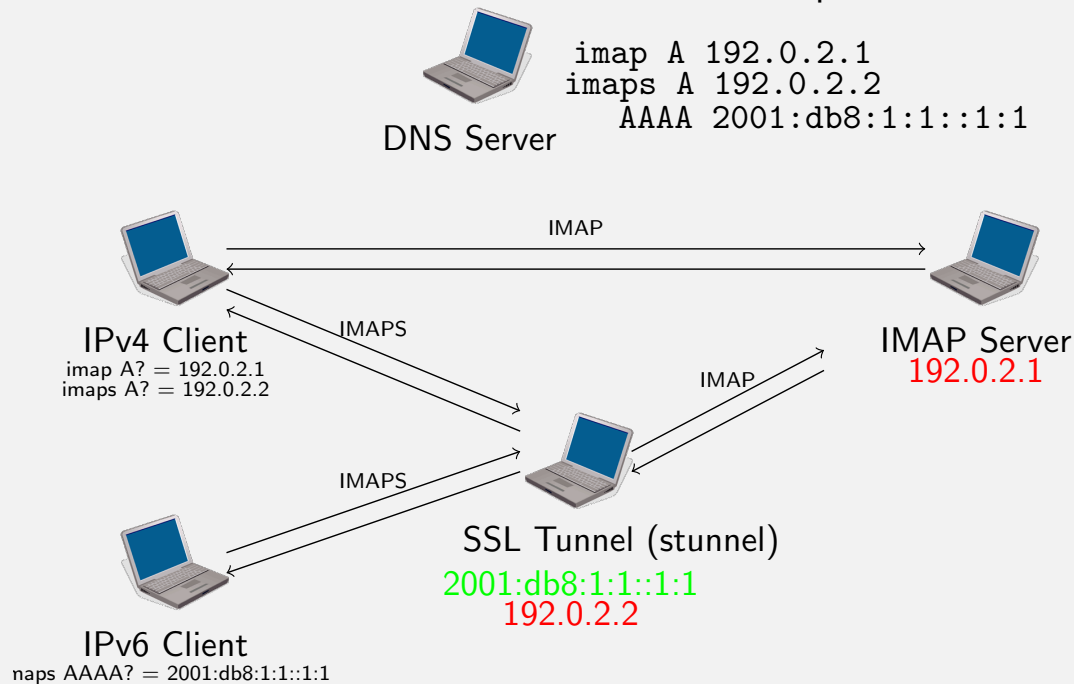 imap A 192.0.2.1
imaps A 192.0.2.2
AAAA 2001:db8:1:1::1:1
DNS Server
IMAP
IPv4 Client
imap A? = 192.0.2.1
imaps A? = 192.0.2.2
IMAPS
IMAP Server
192.0.2.1
IMAP
IMAPS
SSL Tunnel (stunnel)
2001:db8:1:1::1:1
192.0.2.2
IPv6 Client
maps AAAA? = 2001:db8:1:1::1:1